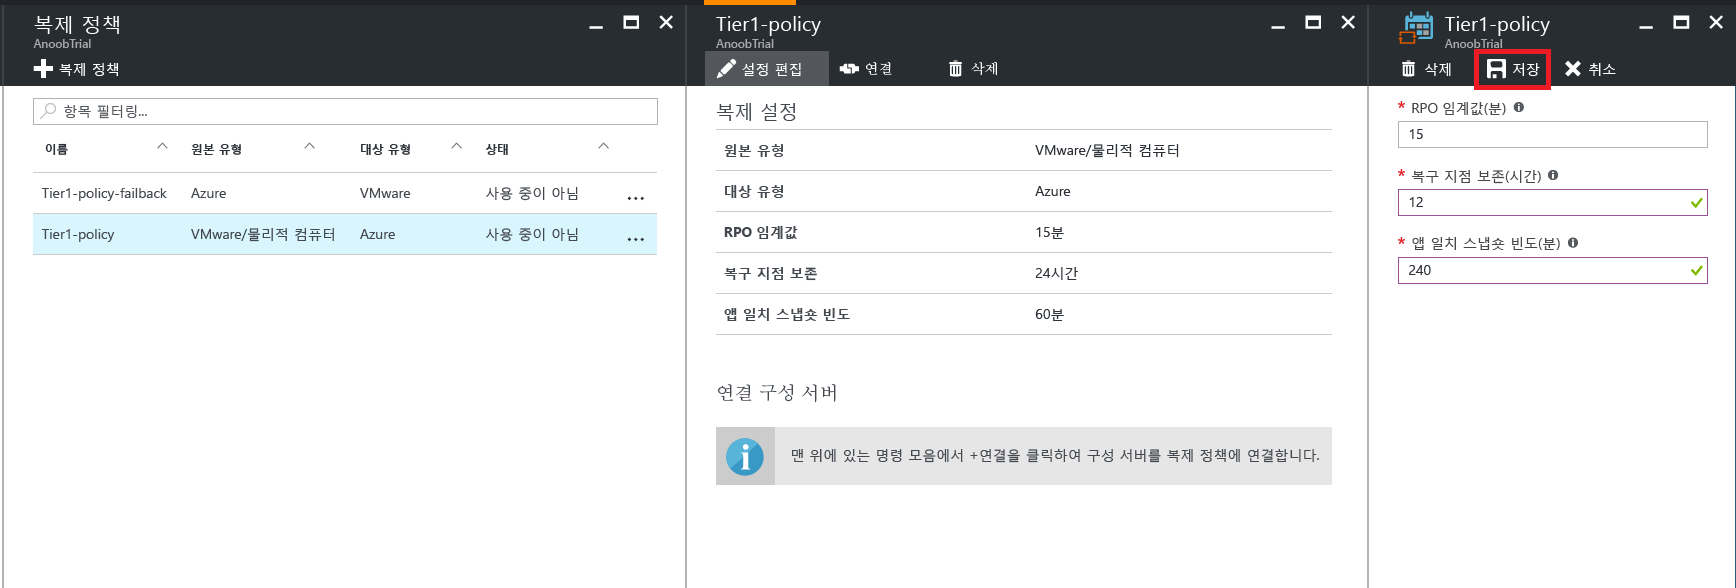 복제 정책
AnoobTrial
복제 정책
항목 필터링...
이름 원본 유형 대상 유형 상태
Tier1-policy-failback Azure VMware 사용 중이 아님 ...
Tier1-policy VMware/물리적 컴퓨터 Azure 사용 중이 아님 ...
Tier1-policy
AnoobTrial
설정 편집 연결 삭제
복제 설정
원본 유형 VMware/물리적 컴퓨터
대상 유형 Azure
RPO 임계값 15분
복구 지점 보존 24시간
앱 일치 스냅숏 빈도 60분
연결 구성 서버
맨 위에 있는 명령 모음에서 +연결을 클릭하여 구성 서버를 복제 정책에 연결합니다.
Tier1-policy
AnoobTrial
삭제 저장 취소
* RPO 임계값(분)
15
* 복구 지점 보존(시간)
12
* 앱 일치 스냅숏 빈도(분)
240